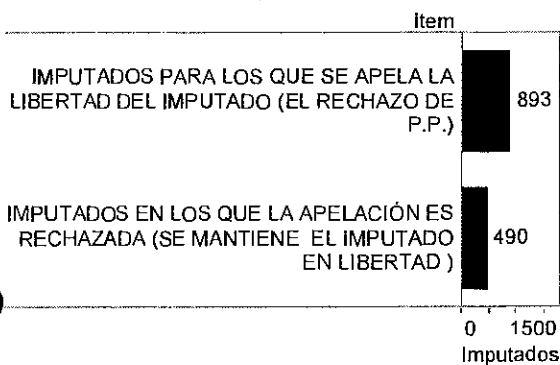 item
IMPUTADOS PARA LOS QUE SE APELA LA
LIBERTAD DEL IMPUTADO (EL RECHAZO DE
P.P.)
893
IMPUTADOS EN LOS QUE LA APELACIÓN ES
RECHAZADA (SE MANTIENE EL IMPUTADO
EN LIBERTAD )
490
0 1500
Imputados